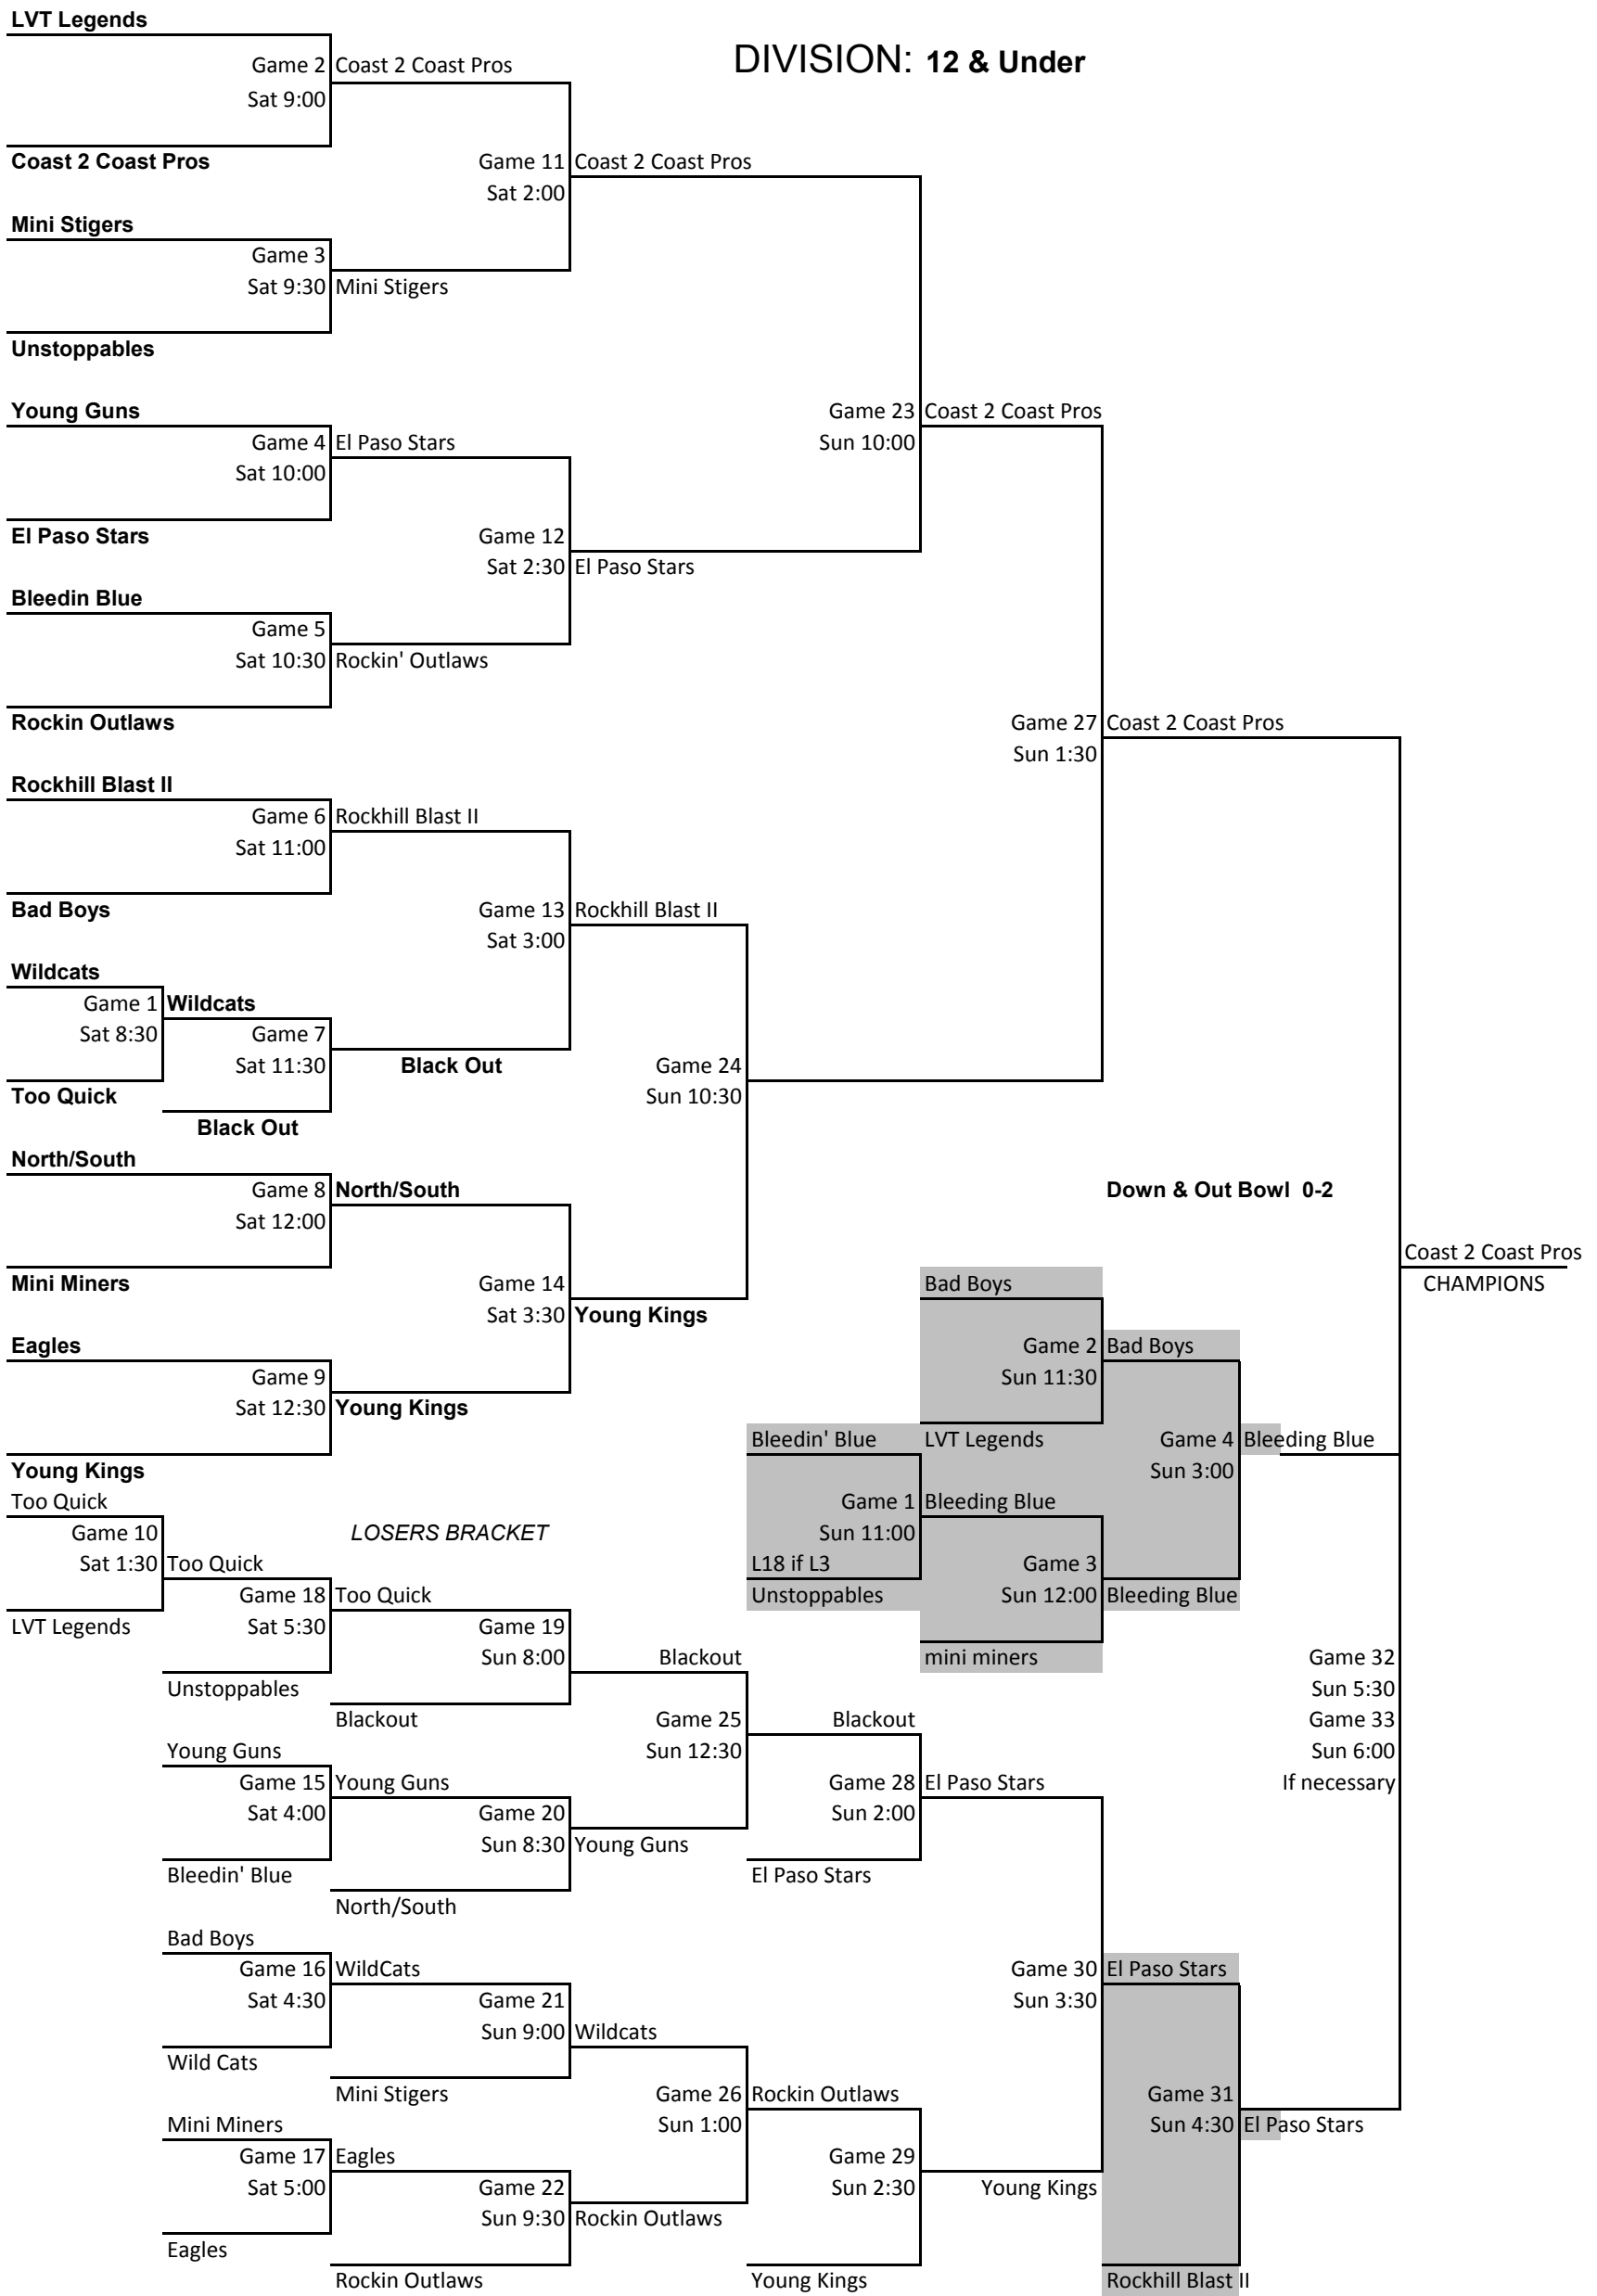 LVT Legends
DIVISION: 12 & Under
Game 2 Coast 2 Coast Pros
Sat 9:00
Coast 2 Coast Pros
Game 11 Coast 2 Coast Pros
Sat 2:00
Mini Stigers
Game 3
Sat 9:30 Mini Stigers
Unstoppables
Young Guns
Game 23 Coast 2 Coast Pros
Game 4 El Paso Stars
Sun 10:00
Sat 10:00
El Paso Stars
Game 12
Sat 2:30 El Paso Stars
Bleedin Blue
Game 5
Sat 10:30 Rockin' Outlaws
Rockin Outlaws
Game 27 Coast 2 Coast Pros
Sun 1:30
Rockhill Blast II
Game 6 Rockhill Blast II
Sat 11:00
Bad Boys
Game 13 Rockhill Blast II
Sat 3:00
Wildcats
Game 1 Wildcats
Sat 8:30 Game 7
Sat 11:30 Black Out
Game 24
Too Quick
Sun 10:30
Black Out
North/South
Game 8 North/South
Down & Out Bowl 0-2
Sat 12:00
Coast 2 Coast Pros
Mini Miners
Game 14
Bad Boys
CHAMPIONS
Sat 3:30 Young Kings
Eagles
Game 2 Bad Boys
Game 9
Sun 11:30
Sat 12:30 Young Kings
Bleedin' Blue
LVT Legends
Game 4 Bleeding Blue
Young Kings
Sun 3:00
Too Quick
Game 1 Bleeding Blue
Game 10
LOSERS BRACKET
Sun 11:00
Sat 1:30 Too Quick
L18 if L3
Game 3
Game 18 Too Quick
Unstoppables
Sun 12:00 Bleeding Blue
LVT Legends
Sat 5:30
Game 19
Sun 8:00
Blackout
mini miners
Game 32
Unstoppables
Sun 5:30
Blackout
Game 25
Blackout
Game 33
Young Guns
Sun 12:30
Sun 6:00
Game 15 Young Guns
Game 28 El Paso Stars
If necessary
Sat 4:00
Game 20
Sun 2:00
Sun 8:30 Young Guns
Bleedin' Blue
El Paso Stars
North/South
Bad Boys
Game 16 WildCats
Game 30 El Paso Stars
Sat 4:30
Game 21
Sun 3:30
Sun 9:00 Wildcats
Wild Cats
Mini Stigers
Game 26 Rockin Outlaws
Game 31
Mini Miners
Sun 1:00
Sun 4:30 El Paso Stars
Game 17 Eagles
Game 29
Sat 5:00
Game 22
Sun 2:30
Young Kings
Sun 9:30 Rockin Outlaws
Eagles
Rockin Outlaws
Young Kings
Rockhill Blast II